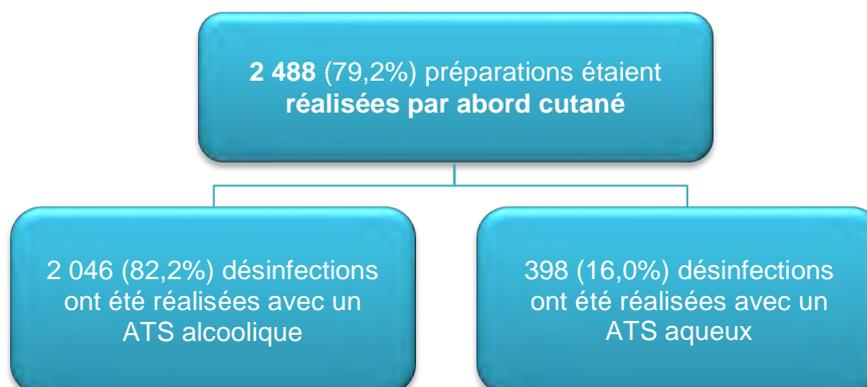 2 488 (79,2%) préparations étaient
réalisées par abord cutané
2 046 (82,2%) désinfections
ont été réalisées avec un
ATS alcoolique
398 (16,0%) désinfections
ont été réalisées avec un
ATS aqueux